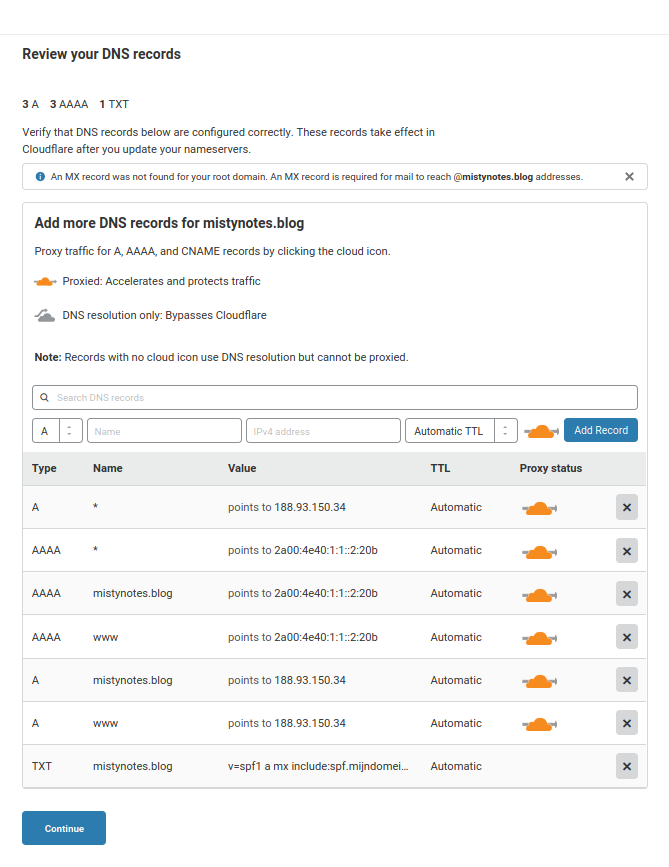 Review your DNS records
3 A 3 AAAA 1 TXT
Verify that DNS records below are configured correctly. These records take effect in
Cloudflare after you update your nameservers.
An MX record was not found for your root domain. An MX record is required for mail to reach @mistynotes.blog addresses.
Add more DNS records for mistynotes.blog
Proxy traffic for A, AAAA, and CNAME records by clicking the cloud icon.
Proxied: Accelerates and protects traffic
DNS resolution only: Bypasses Cloudflare
Note: Records with no cloud icon use DNS resolution but cannot be proxied.
Search DNS records
A Name IPv4 address Automatic TTL Add Record
Type Name Value TTL Proxy status
A * points to 188.93.150.34 Automatic
AAAA * points to 2a00:4e40:1:1::2:20b Automatic
AAAA mistynotes.blog points to 2a00:4e40:1:1::2:20b Automatic
AAAA www points to 2a00:4e40:1:1::2:20b Automatic
A mistynotes.blog points to 188.93.150.34 Automatic
A www points to 188.93.150.34 Automatic
TXT mistynotes.blog v=spf1 a mx include:spf.mijndomei... Automatic
Continue